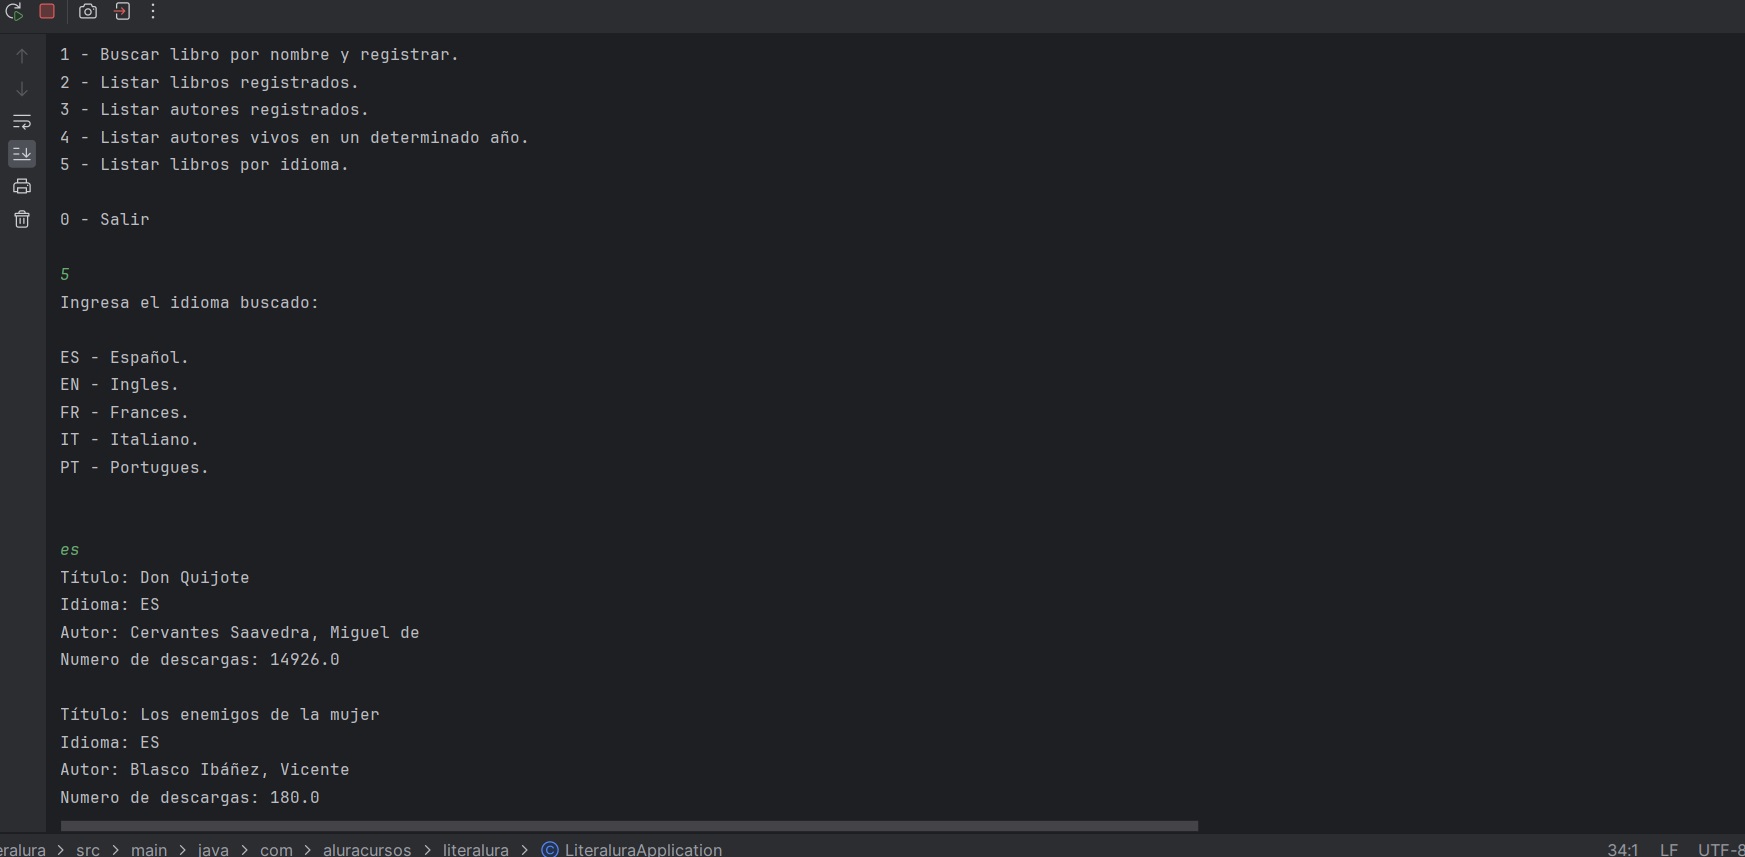 1 - Buscar libro por nombre y registrar.
2 - Listar libros registrados.
3 - Listar autores registrados.
4 - Listar autores vivos en un determinado año.
5 - Listar libros por idioma.
0 - Salir
5
Ingresa el idioma buscado:
ES - Español.
EN - Ingles.
FR - Frances.
IT - Italiano.
PT - Portugues.
es
Título: Don Quijote
Idioma: ES
Autor: Cervantes Saavedra, Miguel de
Numero de descargas: 14926.0
Título: Los enemigos de la mujer
Idioma: ES
Autor: Blasco Ibáñez, Vicente
Numero de descargas: 180.0
eralura > src > main > java > com > aluracursos > literalura > LiteraluraApplication 34:1 LF UTF-8